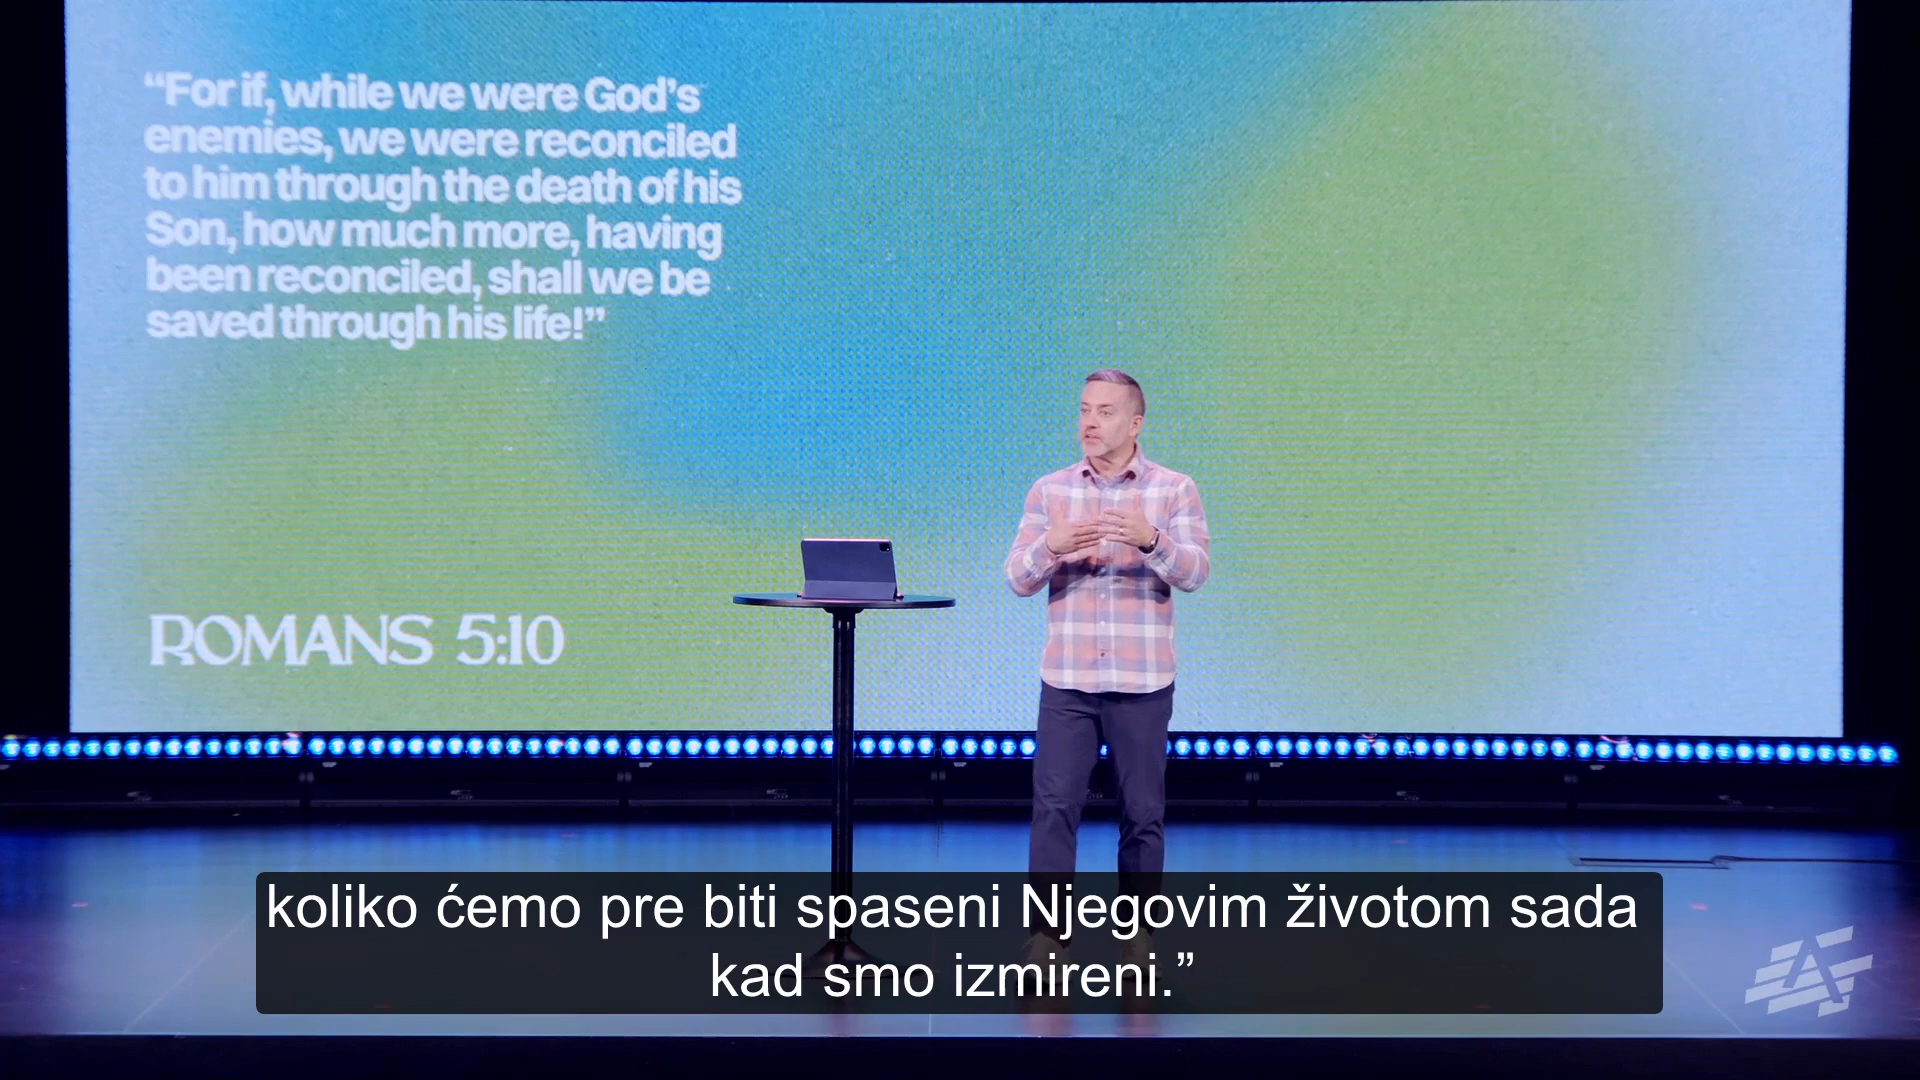 “For if, while we were God’s
enemies, we were reconciled
to him through the death of his
Son, how much more, having
been reconciled, shall we be
saved through his life!”
ROMANS 5:10
koliko ćemo pre biti spaseni Njegovim životom sada
kad smo izmireni.”